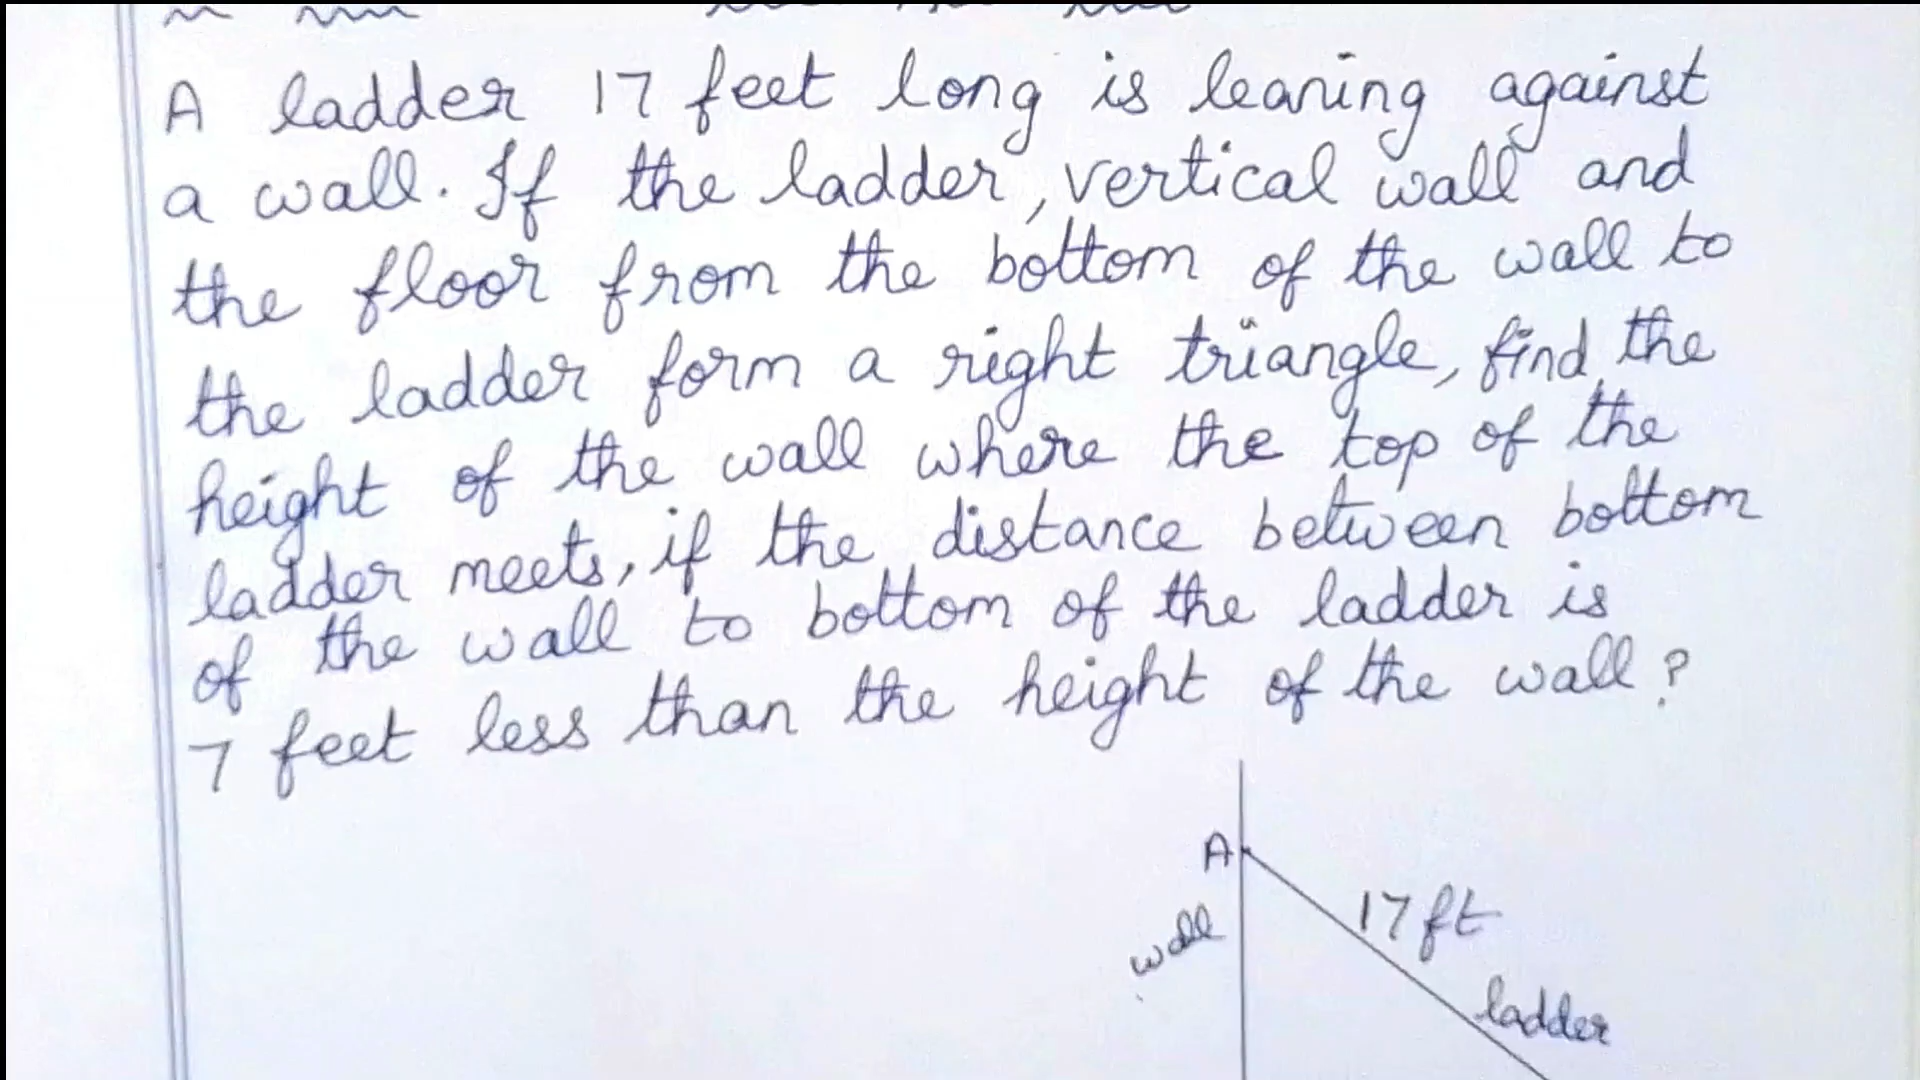 A ladder 17 feet long is leaning against
a wall. If the ladder, vertical wall and
the floor from the bottom of the wall to
the ladder form a right triangle, find the
height of the wall where the top of the
ladder meets, if the distance between bottom
of the wall to bottom of the ladder is
7 feet less than the height of the wall?
A
17 ft
wall
ladder